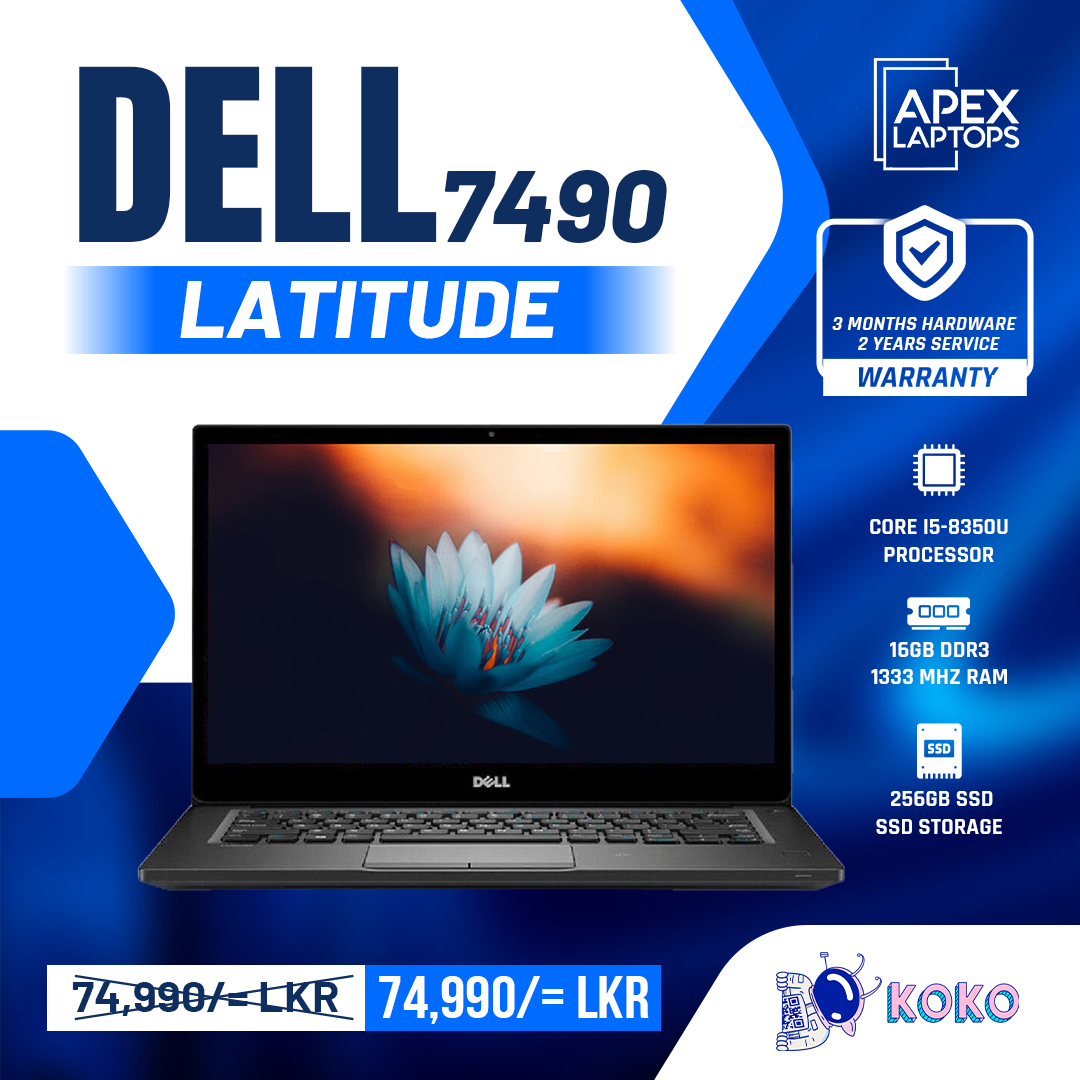 DELL 7490
LATITUDE
APEX
LAPTOPS
3 MONTHS HARDWARE
2 YEARS SERVICE
WARRANTY
CORE I5-8350U
PROCESSOR
16GB DDR3
1333 MHZ RAM
SSD
256GB SSD
SSD STORAGE
DELL
74,990/= LKR
74,990/= LKR
KOKO